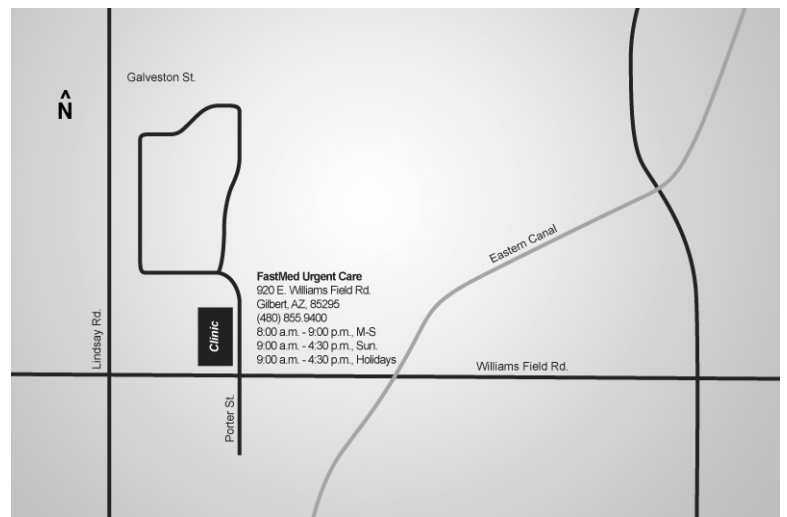 Galveston St.
N
Eastern Canal
FastMed Urgent Care
920 E. Williams Field Rd.
Gilbert, AZ, 85295
(480) 855.9400
8:00 a.m. - 9:00 p.m., M-S
9:00 a.m. - 4:30 p.m., Sun.
9:00 a.m. - 4:30 p.m., Holidays
Clinic
Lindsay Rd.
Williams Field Rd.
Porter St.